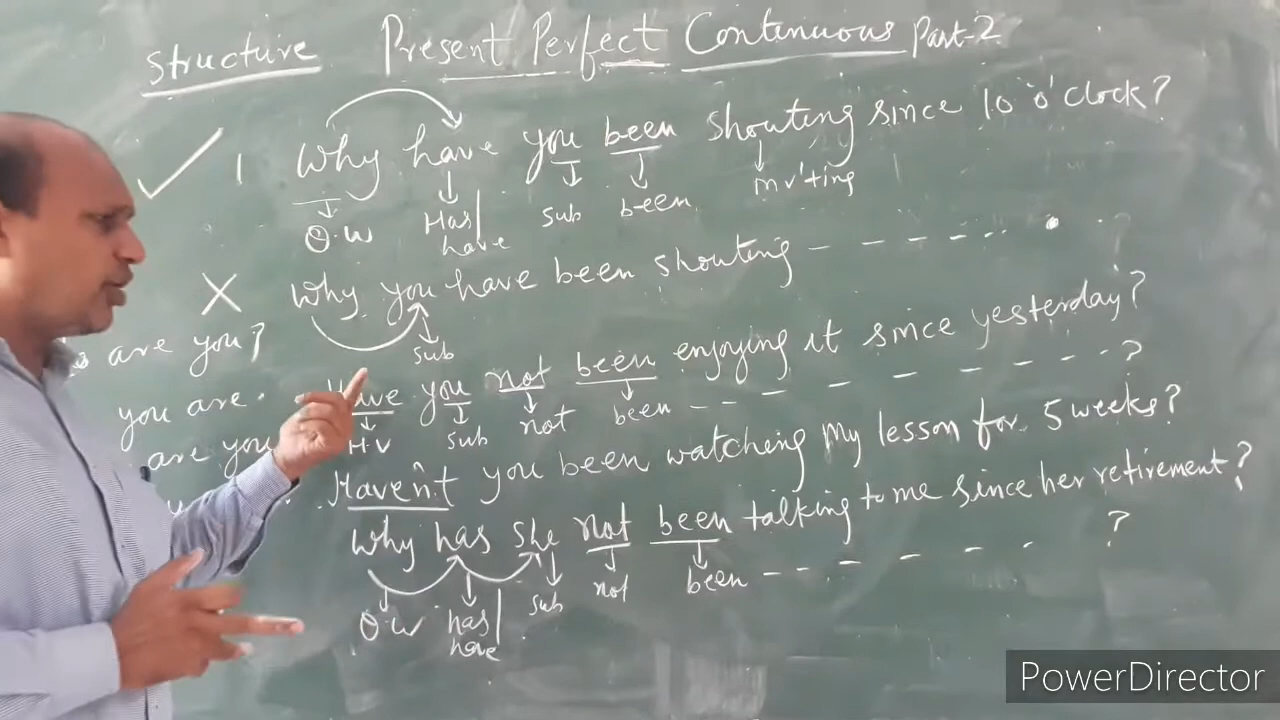 Structure Present Perfect Continuous Part-2
1 Why have you been shouting since 10 o'clock?
Q.W Has/have sub been mv+ing
Why you have been shouting
sub
are you?
Have you not been enjoying it since yesterday?
H.V sub not been ?
you are.
Haven't you been watching my lesson for 5 weeks?
are you
Why has she not been talking to me since her retirement?
Q.W has/have sub not been ?
PowerDirector